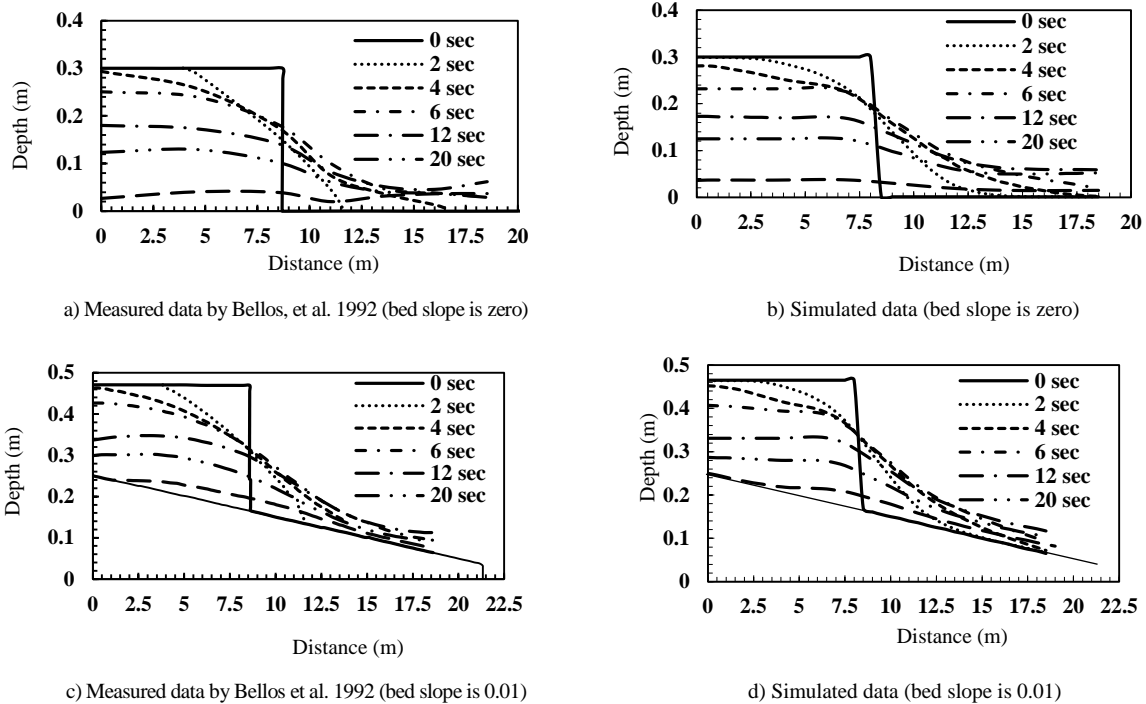 0.4
0.3
0.2
0.1
0
Depth (m)
0 2.5 5 7.5 10 12.5 15 17.5 20
Distance (m)
0 sec
2 sec
4 sec
6 sec
12 sec
20 sec
a) Measured data by Bellos, et al. 1992 (bed slope is zero)
0.4
0.3
0.2
0.1
0
Depth (m)
0 2.5 5 7.5 10 12.5 15 17.5 20
Distance (m)
0 sec
2 sec
4 sec
6 sec
12 sec
20 sec
b) Simulated data (bed slope is zero)
0.5
0.4
0.3
0.2
0.1
0
Depth (m)
0 2.5 5 7.5 10 12.5 15 17.5 20 22.5
Distance (m)
0 sec
2 sec
4 sec
6 sec
12 sec
20 sec
c) Measured data by Bellos et al. 1992 (bed slope is 0.01)
0.5
0.4
0.3
0.2
0.1
0
Depth (m)
0 2.5 5 7.5 10 12.5 15 17.5 20 22.5
Distance (m)
0 sec
2 sec
4 sec
6 sec
12 sec
20 sec
d) Simulated data (bed slope is 0.01)